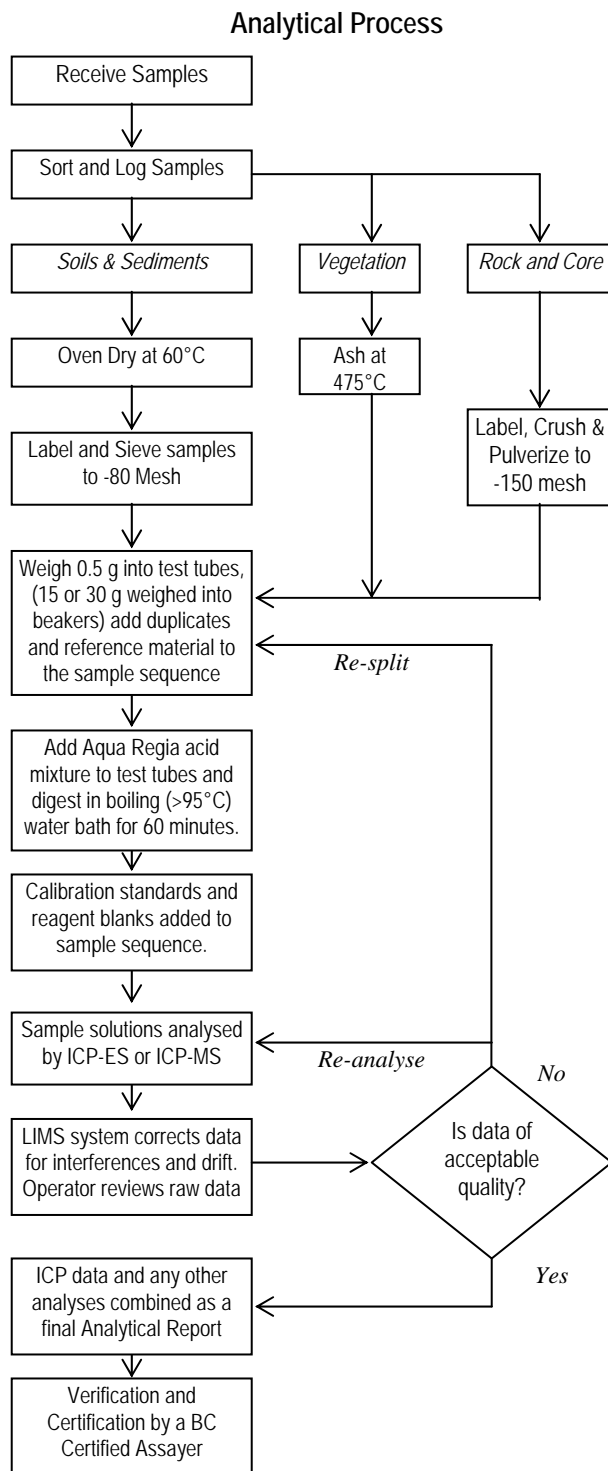 Analytical Process
Receive Samples
Sort and Log Samples
Soils & Sediments
Vegetation
Rock and Core
Oven Dry at 60°C
Ash at
475°C
Label and Sieve samples
to -80 Mesh
Label, Crush &
Pulverize to
-150 mesh
Weigh 0.5 g into test tubes,
(15 or 30 g weighed into
beakers) add duplicates
and reference material to
the sample sequence
Re-split
Add Aqua Regia acid
mixture to test tubes and
digest in boiling (>95°C)
water bath for 60 minutes.
Calibration standards and
reagent blanks added to
sample sequence.
Sample solutions analysed
by ICP-ES or ICP-MS
Re-analyse
No
LIMS system corrects data
for interferences and drift.
Operator reviews raw data
Is data of
acceptable
quality?
Yes
ICP data and any other
analyses combined as a
final Analytical Report
Verification and
Certification by a BC
Certified Assayer